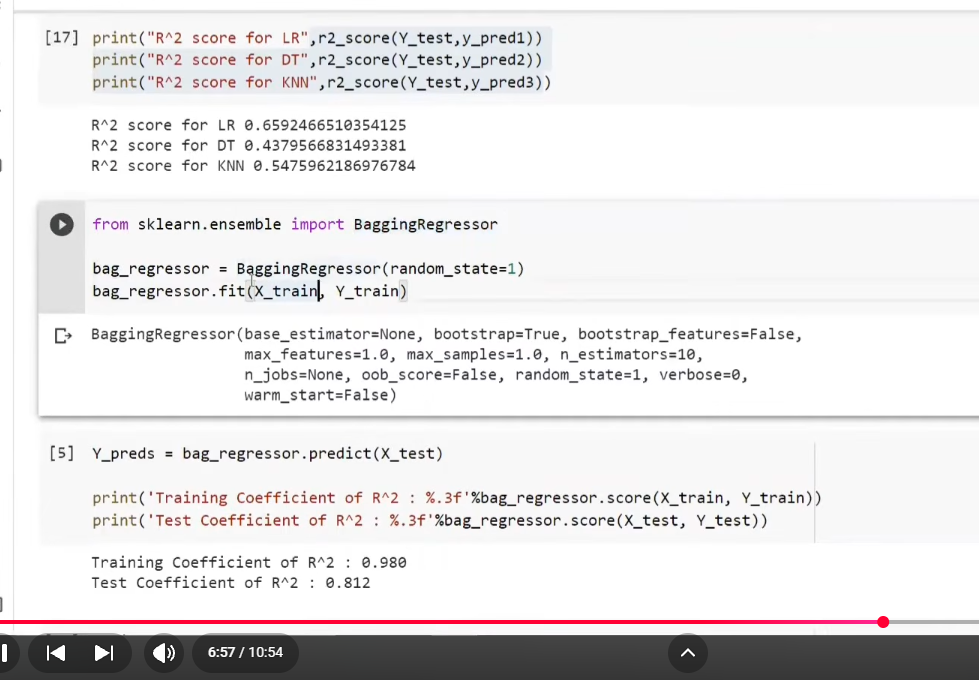 [17] print("R^2 score for LR",r2_score(Y_test,y_pred1))
print("R^2 score for DT",r2_score(Y_test,y_pred2))
print("R^2 score for KNN",r2_score(Y_test,y_pred3))
R^2 score for LR 0.6592466510354125
R^2 score for DT 0.4379566831493381
R^2 score for KNN 0.5475962186976784
from sklearn.ensemble import BaggingRegressor
bag_regressor = BaggingRegressor(random_state=1)
bag_regressor.fit(X_train, Y_train)
BaggingRegressor(base_estimator=None, bootstrap=True, bootstrap_features=False,
max_features=1.0, max_samples=1.0, n_estimators=10,
n_jobs=None, oob_score=False, random_state=1, verbose=0,
warm_start=False)
[5] Y_preds = bag_regressor.predict(X_test)
print('Training Coefficient of R^2 : %.3f'%bag_regressor.score(X_train, Y_train))
print('Test Coefficient of R^2 : %.3f'%bag_regressor.score(X_test, Y_test))
Training Coefficient of R^2 : 0.980
Test Coefficient of R^2 : 0.812
6:57 / 10:54